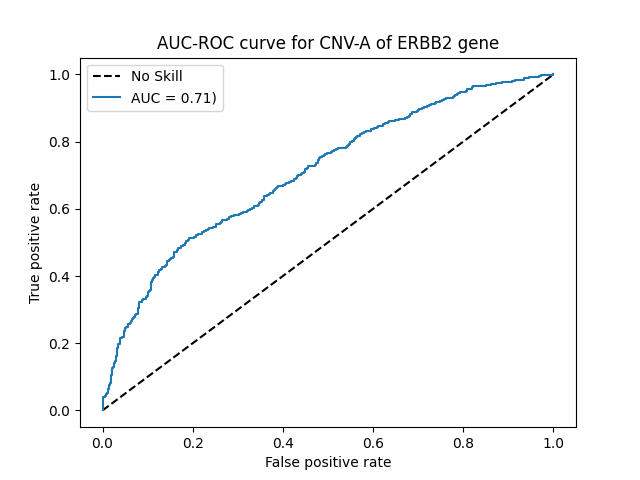 AUC-ROC curve for CNV-A of ERBB2 gene
No Skill
AUC = 0.71)
1.0
0.8
0.6
0.4
0.2
0.0
True positive rate
0.0 0.2 0.4 0.6 0.8 1.0
False positive rate